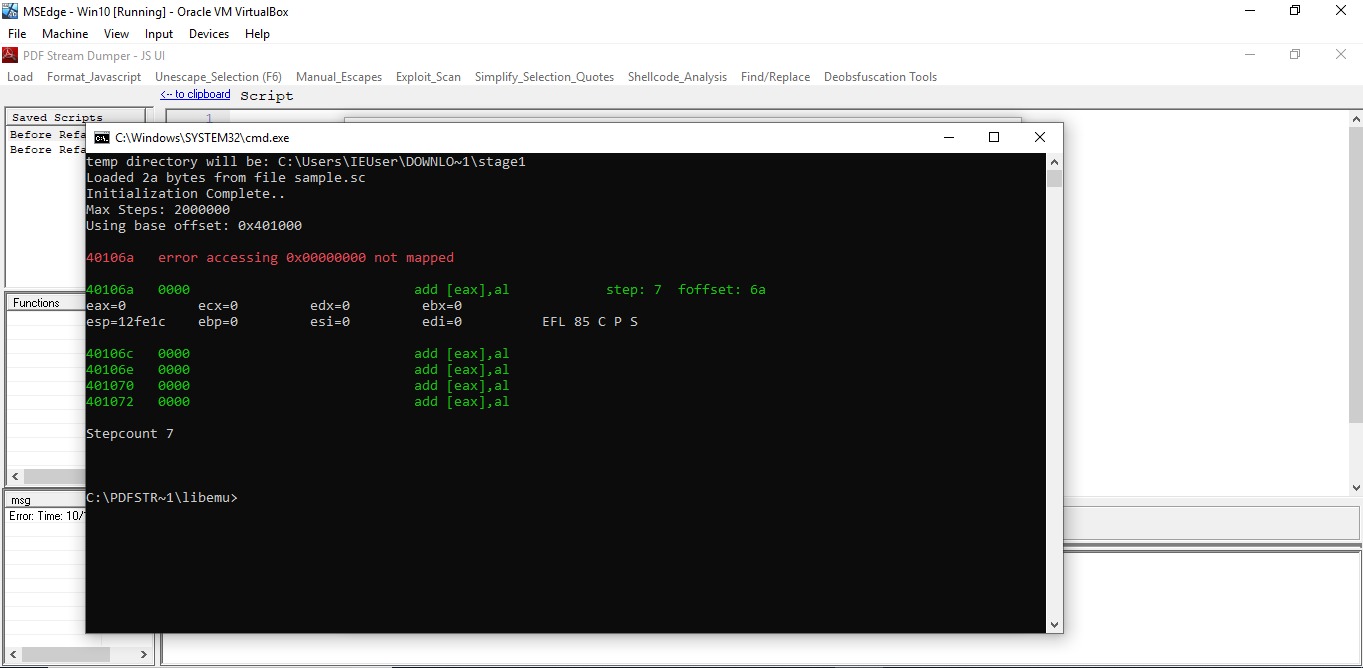 MSEdge - Win10 [Running] - Oracle VM VirtualBox
File Machine View Input Devices Help
PDF Stream Dumper - JS UI
Load Format_Javascript Unescape_Selection (F6) Manual_Escapes Exploit_Scan Simplify_Selection_Quotes Shellcode_Analysis Find/Replace Deobsfuscation Tools
<-- to clipboard Script
Saved Scripts
1
Before Refa
Before Refa
C:\Windows\SYSTEM32\cmd.exe
temp directory will be: C:\Users\IEUser\DOWNLO~1\stage1
Loaded 2a bytes from file sample.sc
Initialization Complete..
Max Steps: 2000000
Using base offset: 0x401000
40106a error accessing 0x00000000 not mapped
40106a 0000 add [eax],al step: 7 foffset: 6a
eax=0 ecx=0 edx=0 ebx=0
esp=12fe1c ebp=0 esi=0 edi=0 EFL 85 C P S
40106c 0000 add [eax],al
40106e 0000 add [eax],al
401070 0000 add [eax],al
401072 0000 add [eax],al
Stepcount 7
C:\PDFSTR~1\libemu>
Functions
msg
Error: Time: 10/